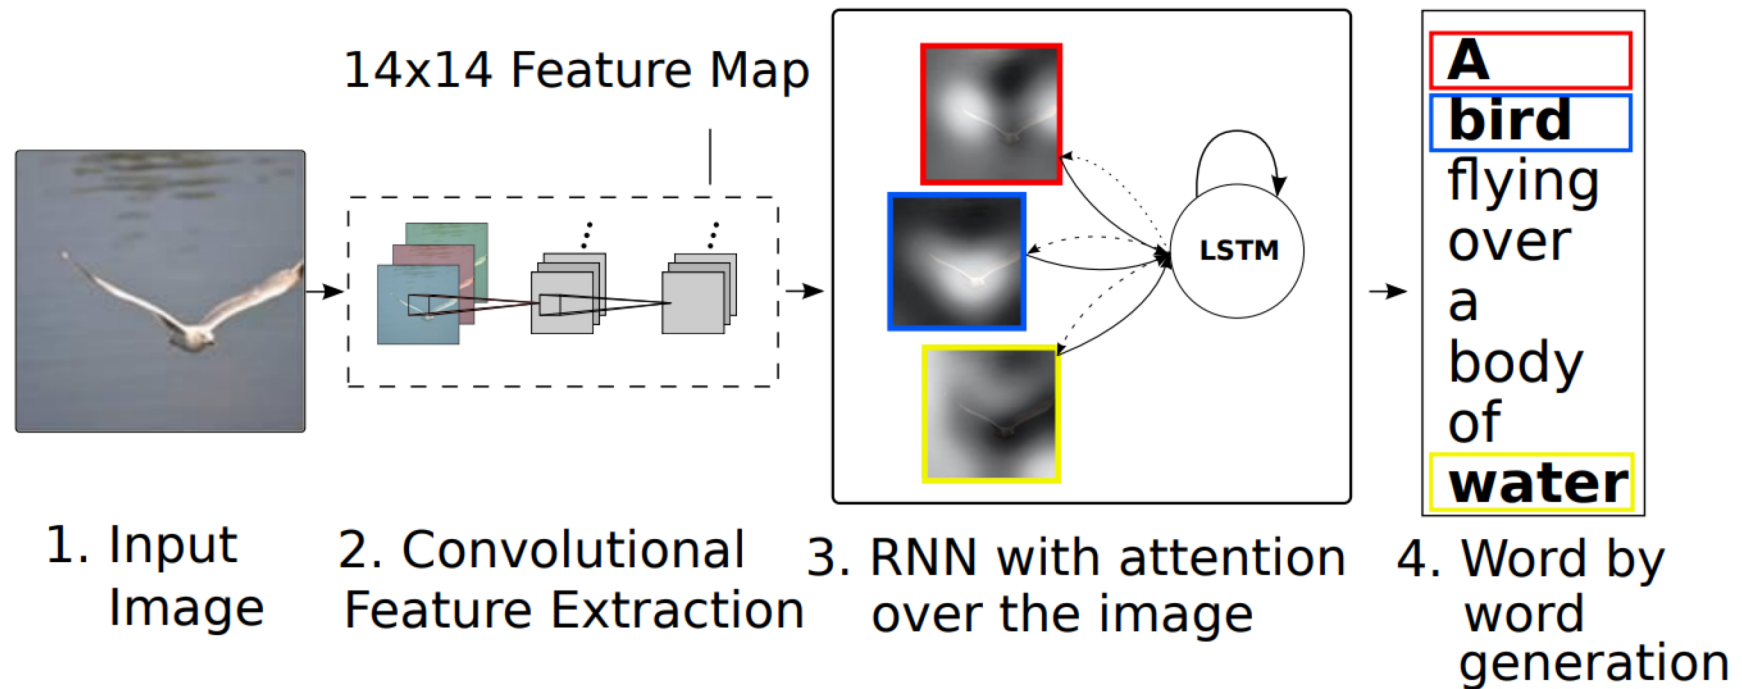 14x14 Feature Map
LSTM
A
bird
flying
over
a
body
of
water
1. Input
Image
2. Convolutional
Feature Extraction
3. RNN with attention
over the image
4. Word by
word
generation